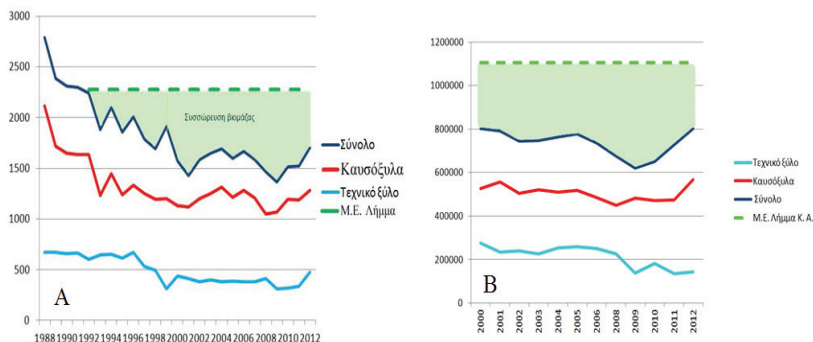 3000
2500
2000
1500
1000
500
0
Συσσώρευση βιομάζας
A
1988 1990 1992 1994 1996 1998 2000 2002 2004 2006 2008 2010 2012
Σύνολο
Καυσόξυλα
Τεχνικό ξύλο
Μ.Ε. Λήμμα
1200000
1000000
800000
600000
400000
200000
0
B
2000 2001 2002 2003 2004 2005 2006 2007 2008 2009 2010 2011 2012
Τεχνικό ξύλο
Καυσόξυλα
Σύνολο
Μ.Ε. Λήμμα Κ. Α.